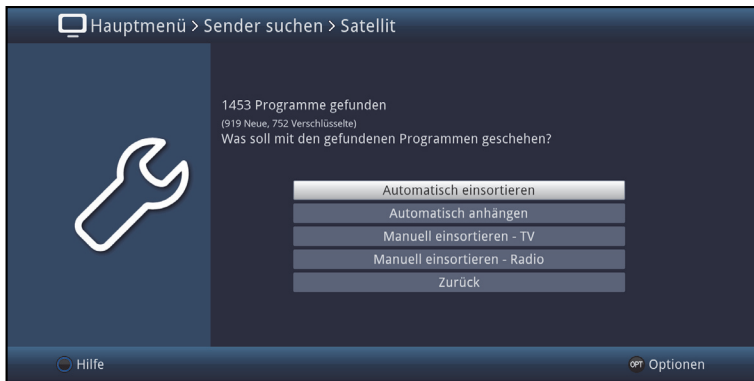 Hauptmenü > Sender suchen > Satellit
1453 Programme gefunden
(919 Neue, 752 Verschlüsselte)
Was soll mit den gefundenen Programmen geschehen?
Automatisch einsortieren
Automatisch anhängen
Manuell einsortieren - TV
Manuell einsortieren - Radio
Zurück
Hilfe
OPT Optionen